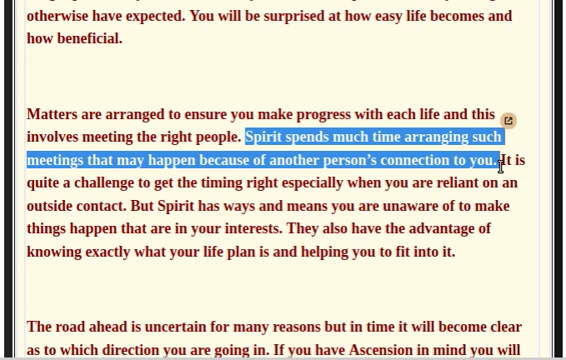 otherwise have expected. You will be surprised at how easy life becomes and
how beneficial.
Matters are arranged to ensure you make progress with each life and this
involves meeting the right people. Spirit spends much time arranging such
meetings that may happen because of another person’s connection to you. It is
quite a challenge to get the timing right especially when you are reliant on an
outside contact. But Spirit has ways and means you are unaware of to make
things happen that are in your interests. They also have the advantage of
knowing exactly what your life plan is and helping you to fit into it.
The road ahead is uncertain for many reasons but in time it will become clear
as to which direction you are going in. If you have Ascension in mind you will